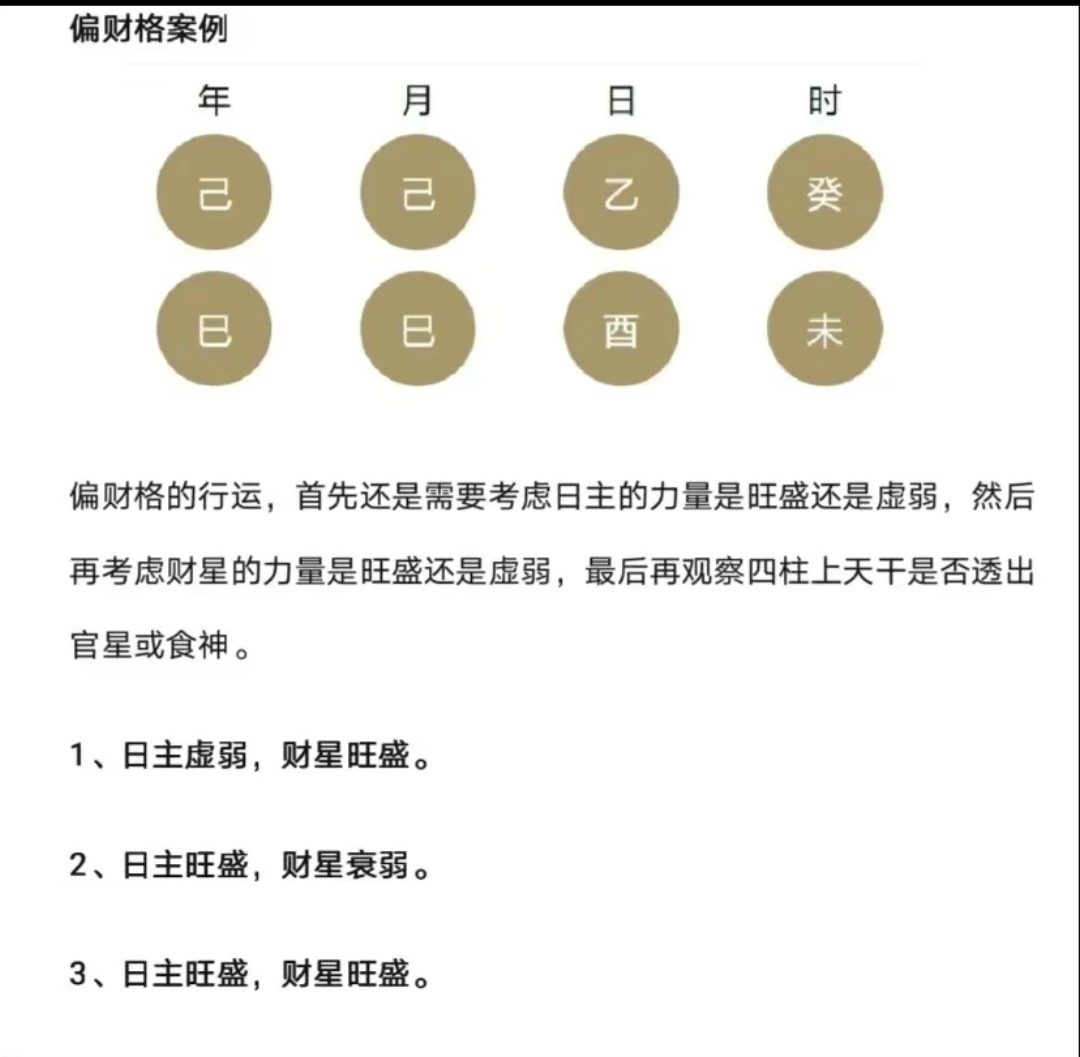 偏财格案例
年 月 日 时
己 己 乙 癸
巳 巳 酉 未
偏财格的行运，首先还是需要考虑日主的力量是旺盛还是虚弱，然后
再考虑财星的力量是旺盛还是虚弱，最后再观察四柱上天干是否透出
官星或食神。
1、日主虚弱，财星旺盛。
2、日主旺盛，财星衰弱。
3、日主旺盛，财星旺盛。